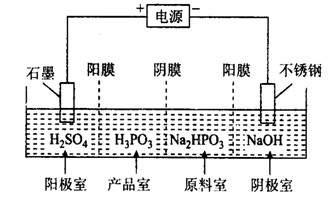 + 电源 −
石墨 阳膜 阴膜 阳膜 不锈钢
H₂SO₄ H₃PO₃ Na₂HPO₃ NaOH
阳极室 产品室 原料室 阴极室